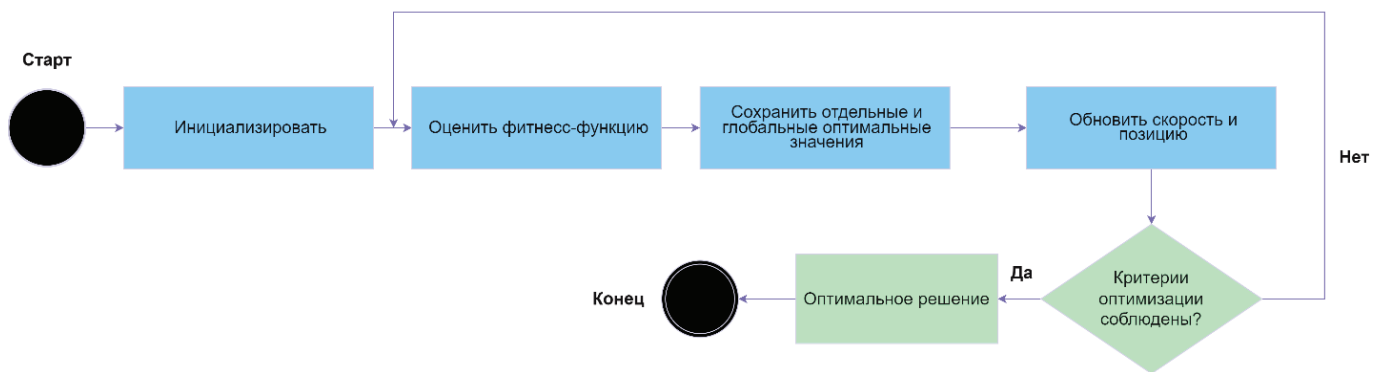 Старт
Инициализировать
Оценить фитнесс-функцию
Сохранить отдельные и
глобальные оптимальные
значения
Обновить скорость и
позицию
Нет
Критерии
оптимизации
соблюдены?
Да
Оптимальное решение
Конец